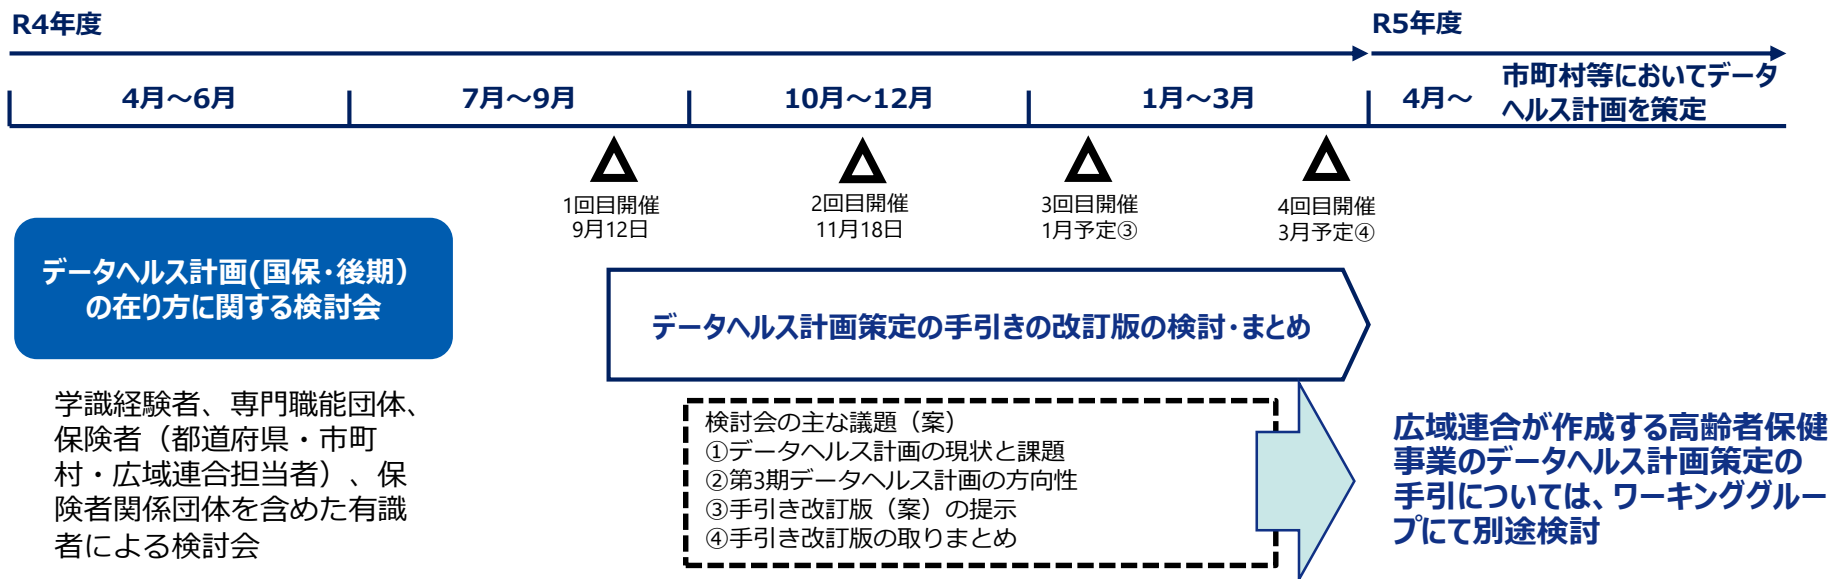 R4年度
R5年度
4月～6月
7月～9月
10月～12月
1月～3月
4月～
市町村等においてデータ
ヘルス計画を策定
1回目開催
9月12日
2回目開催
11月18日
3回目開催
1月予定③
4回目開催
3月予定④
データヘルス計画(国保・後期）
の在り方に関する検討会
データヘルス計画策定の手引きの改訂版の検討・まとめ
学識経験者、専門職能団体、
保険者（都道府県・市町
村・広域連合担当者）、保
険者関係団体を含めた有識
者による検討会
検討会の主な議題（案）
①データヘルス計画の現状と課題
②第3期データヘルス計画の方向性
③手引き改訂版（案）の提示
④手引き改訂版の取りまとめ
広域連合が作成する高齢者保健
事業のデータヘルス計画策定の
手引については、ワーキンググルー
プにて別途検討